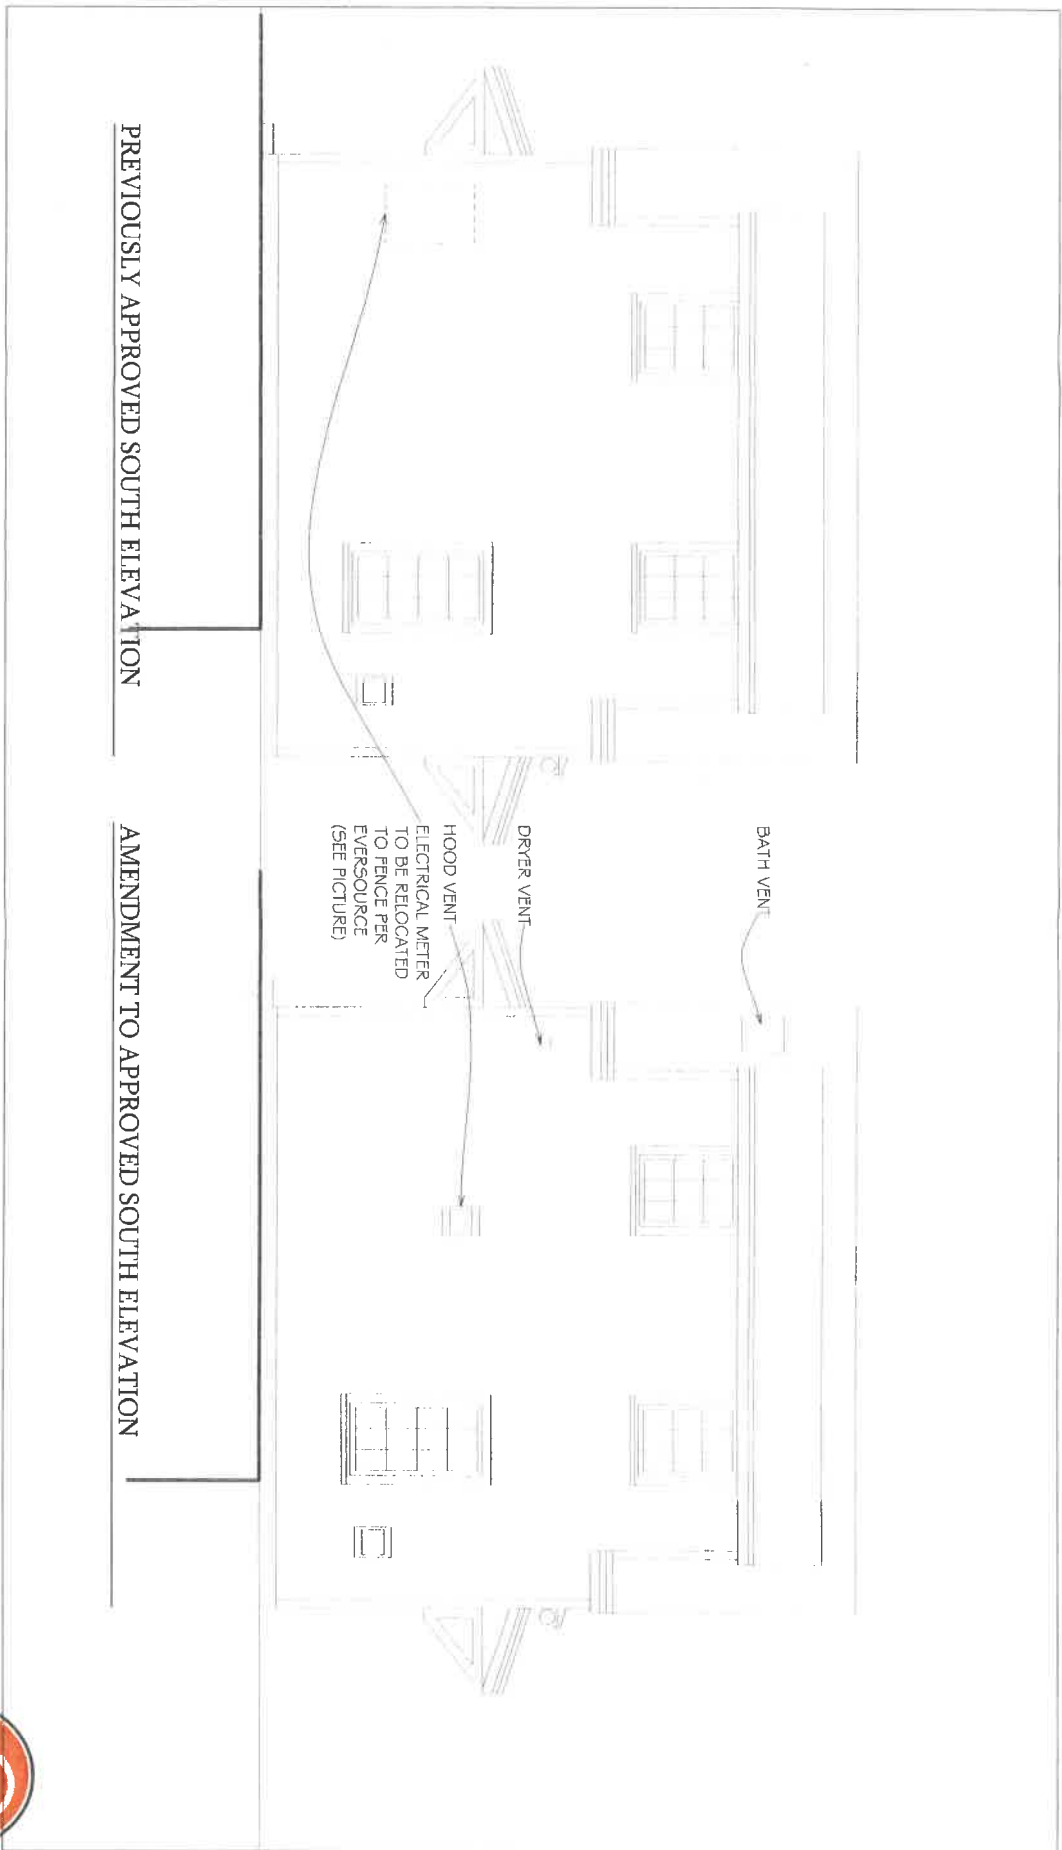 BATH VENT
DRYER VENT
HOOD VENT
ELECTRICAL METER
TO BE RELOCATED
TO FENCE PER
EVERSOURCE
(SEE PICTURE)
PREVIOUSLY APPROVED SOUTH ELEVATION
AMENDMENT TO APPROVED SOUTH ELEVATION